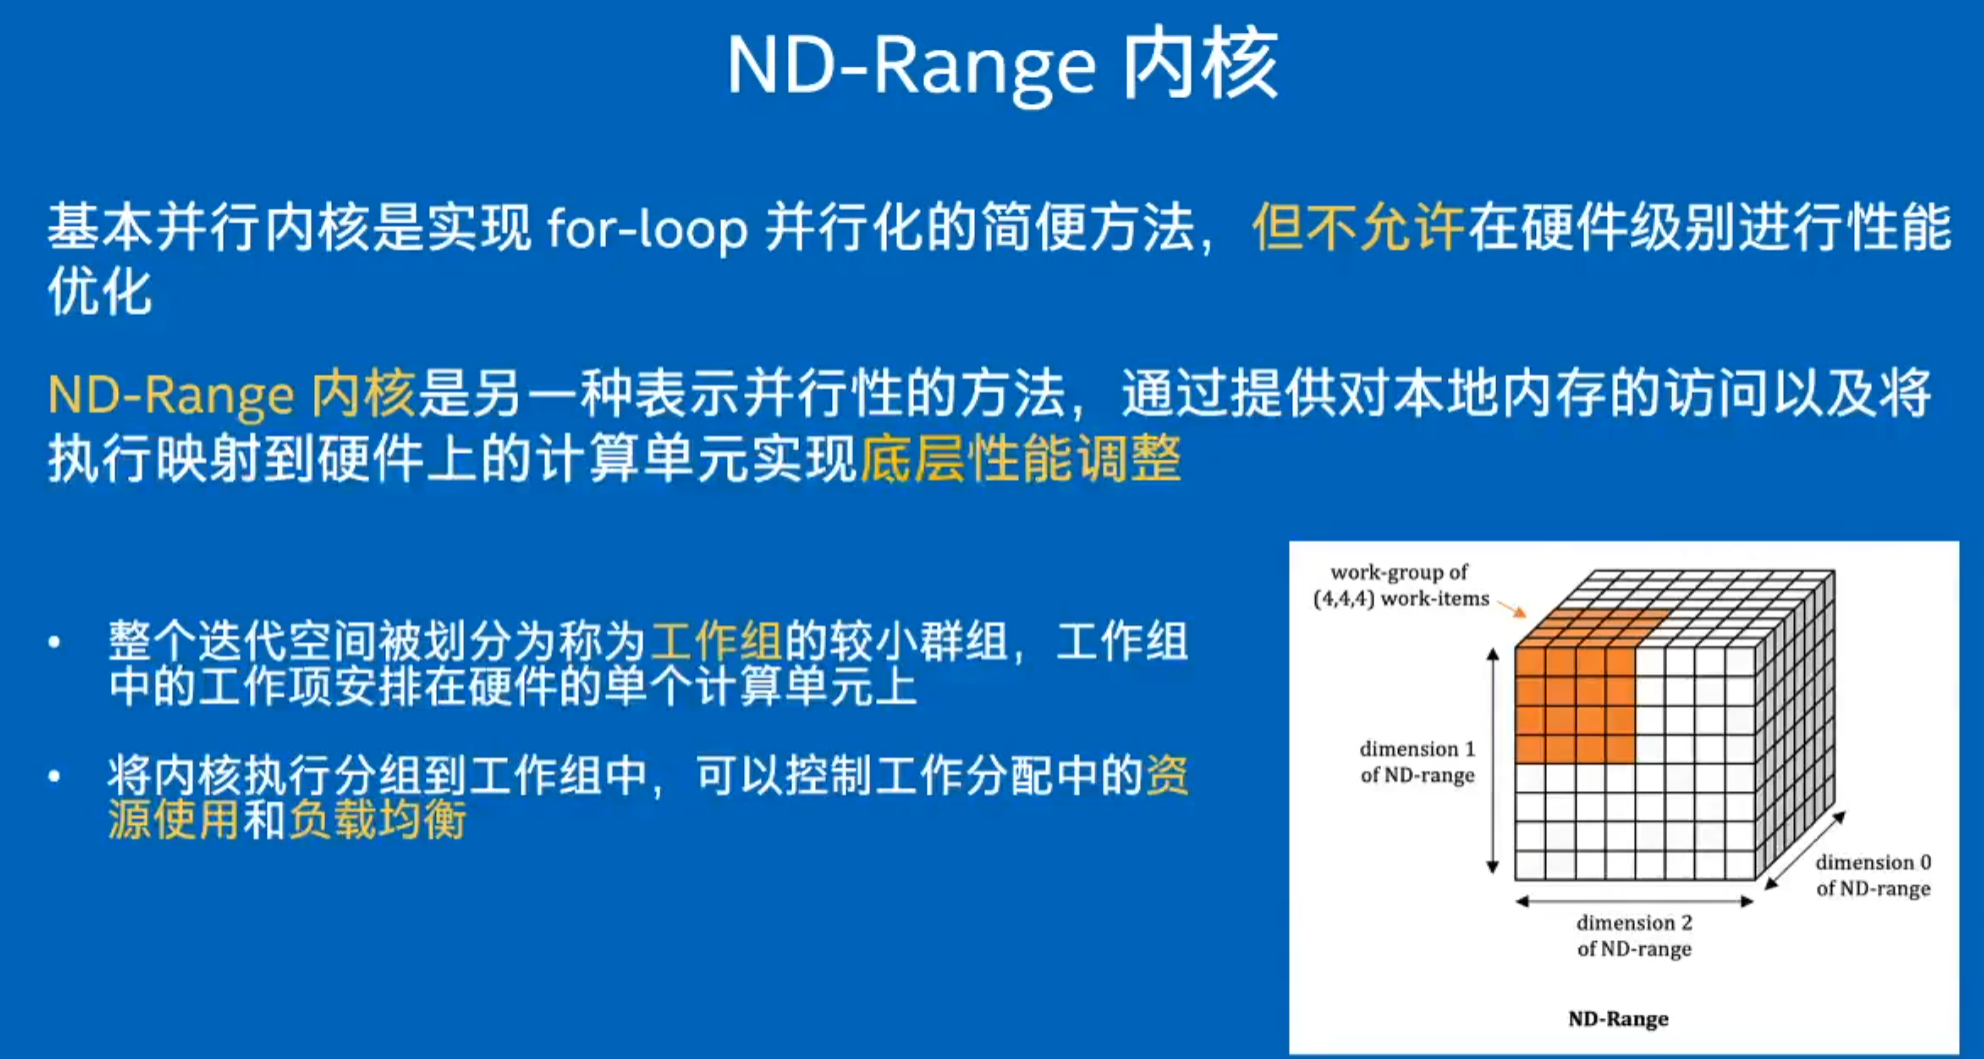 ND-Range 内核
基本并行内核是实现 for-loop 并行化的简便方法，但不允许在硬件级别进行性能
优化
ND-Range 内核是另一种表示并行性的方法，通过提供对本地内存的访问以及将
执行映射到硬件上的计算单元实现底层性能调整
• 整个迭代空间被划分为称为工作组的较小群组，工作组
中的工作项安排在硬件的单个计算单元上
• 将内核执行分组到工作组中，可以控制工作分配中的资
源使用和负载均衡
work-group of
(4,4,4) work-items
dimension 1
of ND-range
dimension 0
of ND-range
dimension 2
of ND-range
ND-Range